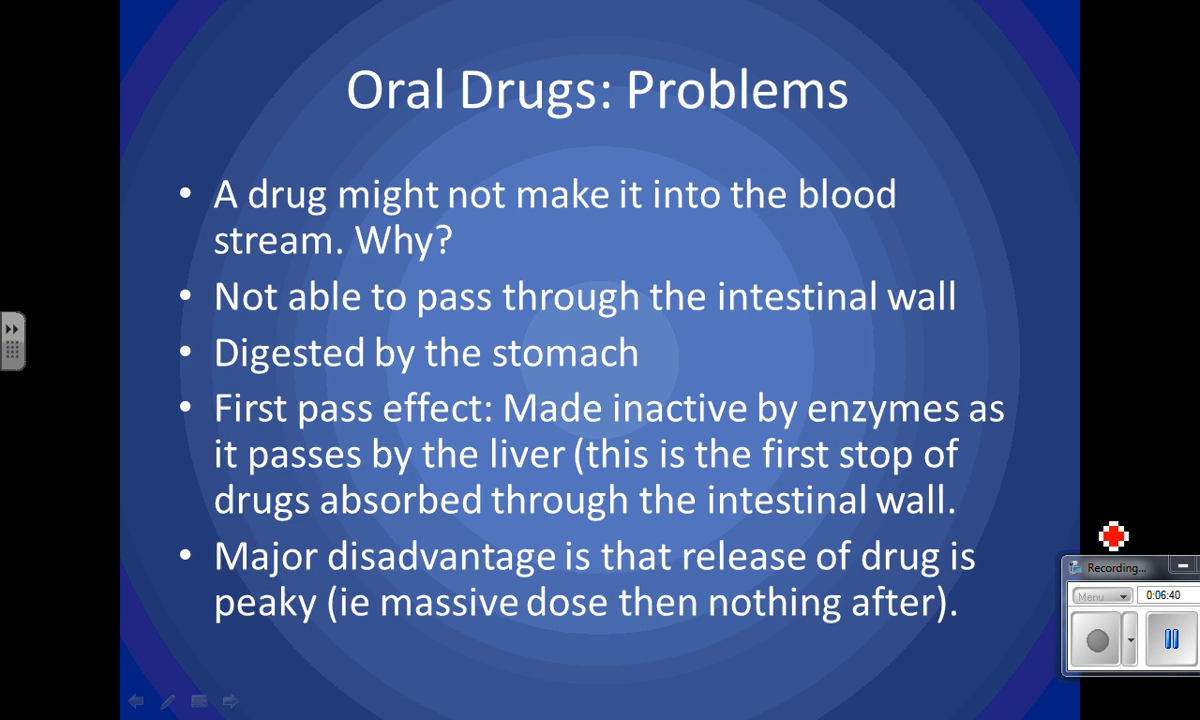 Oral Drugs: Problems
• A drug might not make it into the blood
stream. Why?
• Not able to pass through the intestinal wall
• Digested by the stomach
• First pass effect: Made inactive by enzymes as
it passes by the liver (this is the first stop of
drugs absorbed through the intestinal wall.
• Major disadvantage is that release of drug is
peaky (ie massive dose then nothing after).
Recording...
Menu
0:06:40